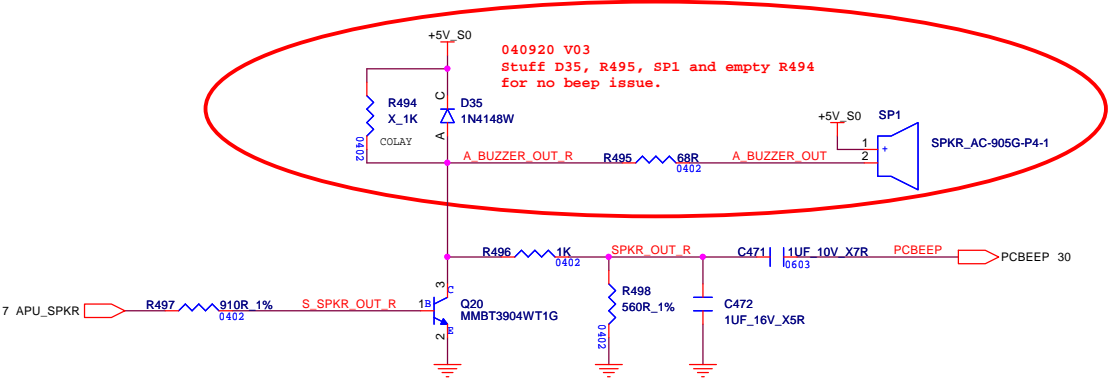 +5V_S0
040920 V03
Stuff D35, R495, SP1 and empty R494
for no beep issue.
C
R494
X_1K
0402
COLAY
D35
1N4148W
A
+5V_S0
SP1
1
2
+
SPKR_AC-905G-P4-1
A_BUZZER_OUT_R
R495
68R
0402
A_BUZZER_OUT
R496
1K
0402
SPKR_OUT_R
C471
1UF_10V_X7R
0603
PCBEEP
PCBEEP 30
7 APU_SPKR
R497
910R_1%
0402
S_SPKR_OUT_R
1
B
3
C
Q20
MMBT3904WT1G
2
E
R498
560R_1%
0402
C472
1UF_16V_X5R